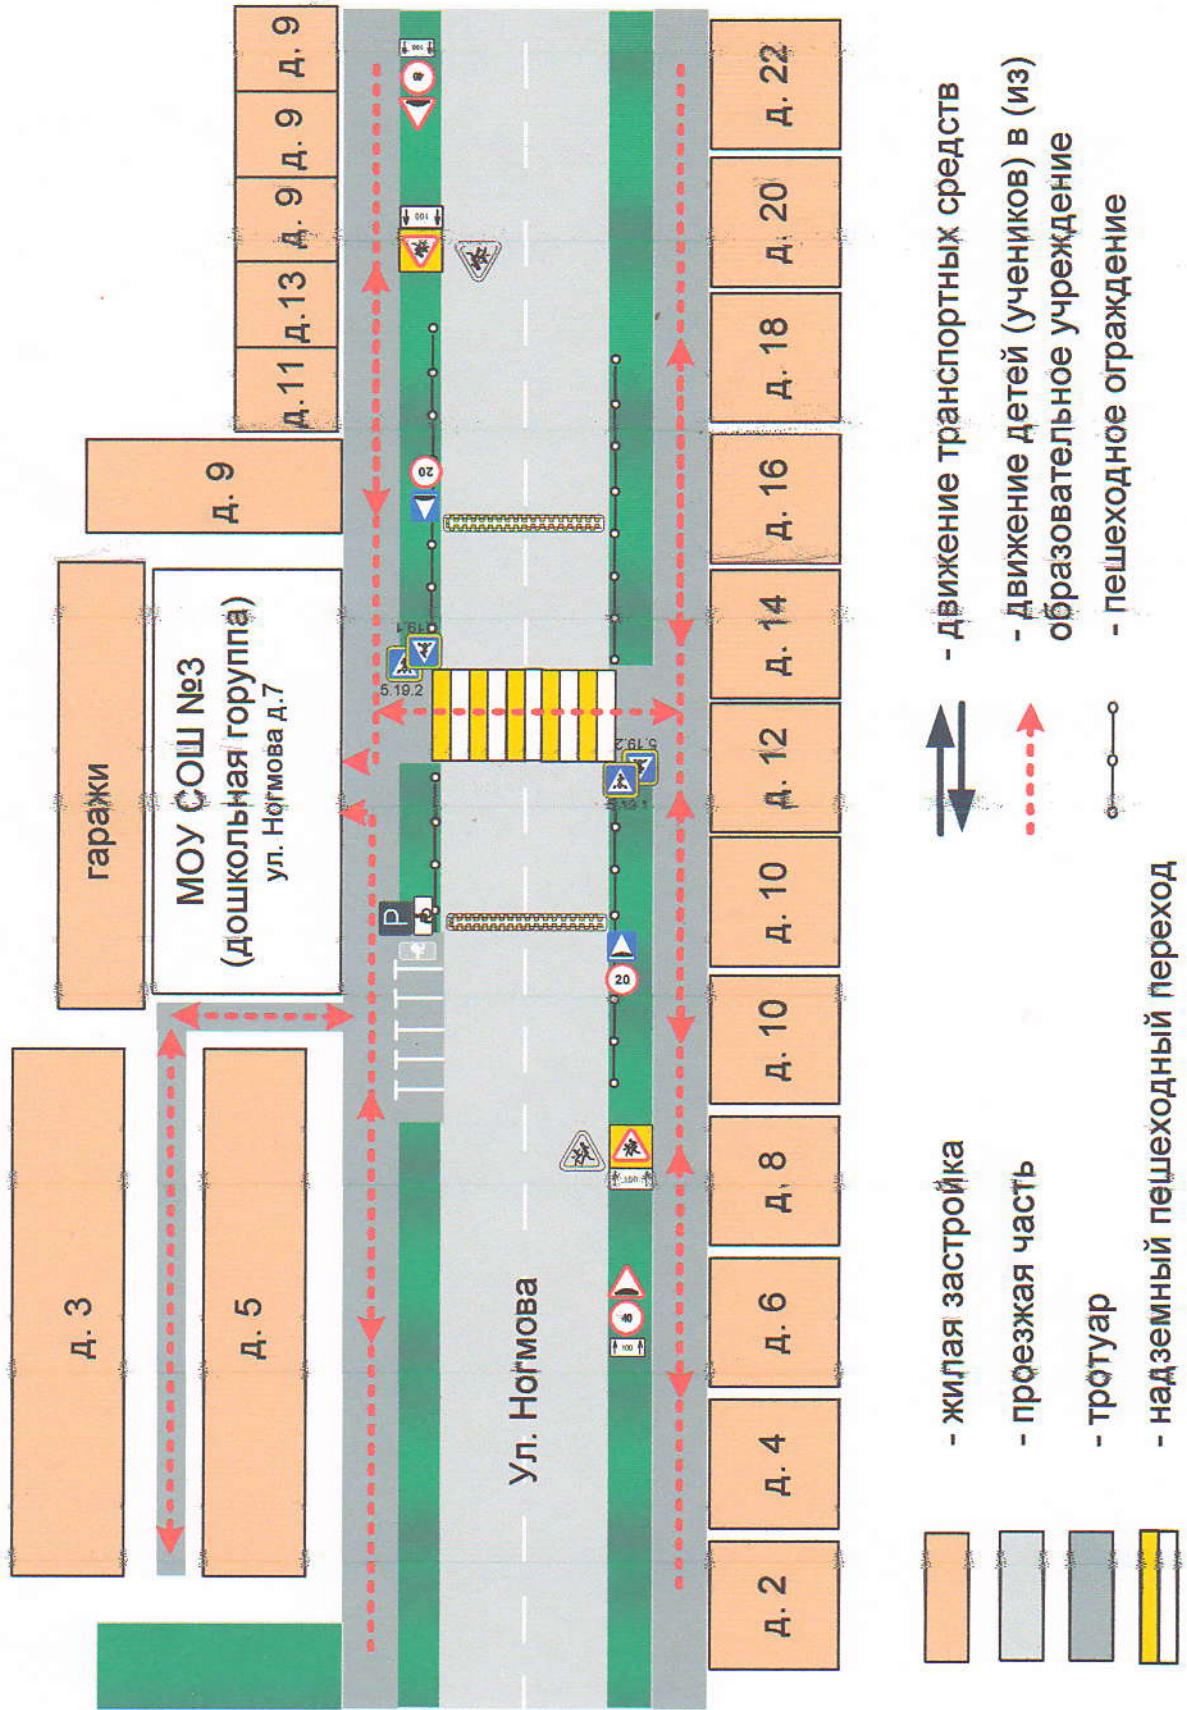 д. 3
д. 5
гаражи
МОУ СОШ №3
(дошкольная горуппа)
ул. Ногмова д.7
д. 9
д.11
д.13
д. 9
д. 9
д. 9
100
40
100
20
5.19.2
19.1
P
Ул. Ногмова
20
5.19.2
5.19.1
100
40
100
д. 2
д. 4
д. 6
д. 8
д. 10
д. 10
д. 12
д. 14
д. 16
д. 18
д. 20
д. 22
- жилая застройка
- проезжая часть
- тротуар
- надземный пешеходный переход
- движение транспортных средств
- движение детей (учеников) в (из)
образовательное учреждение
- пешеходное ограждение